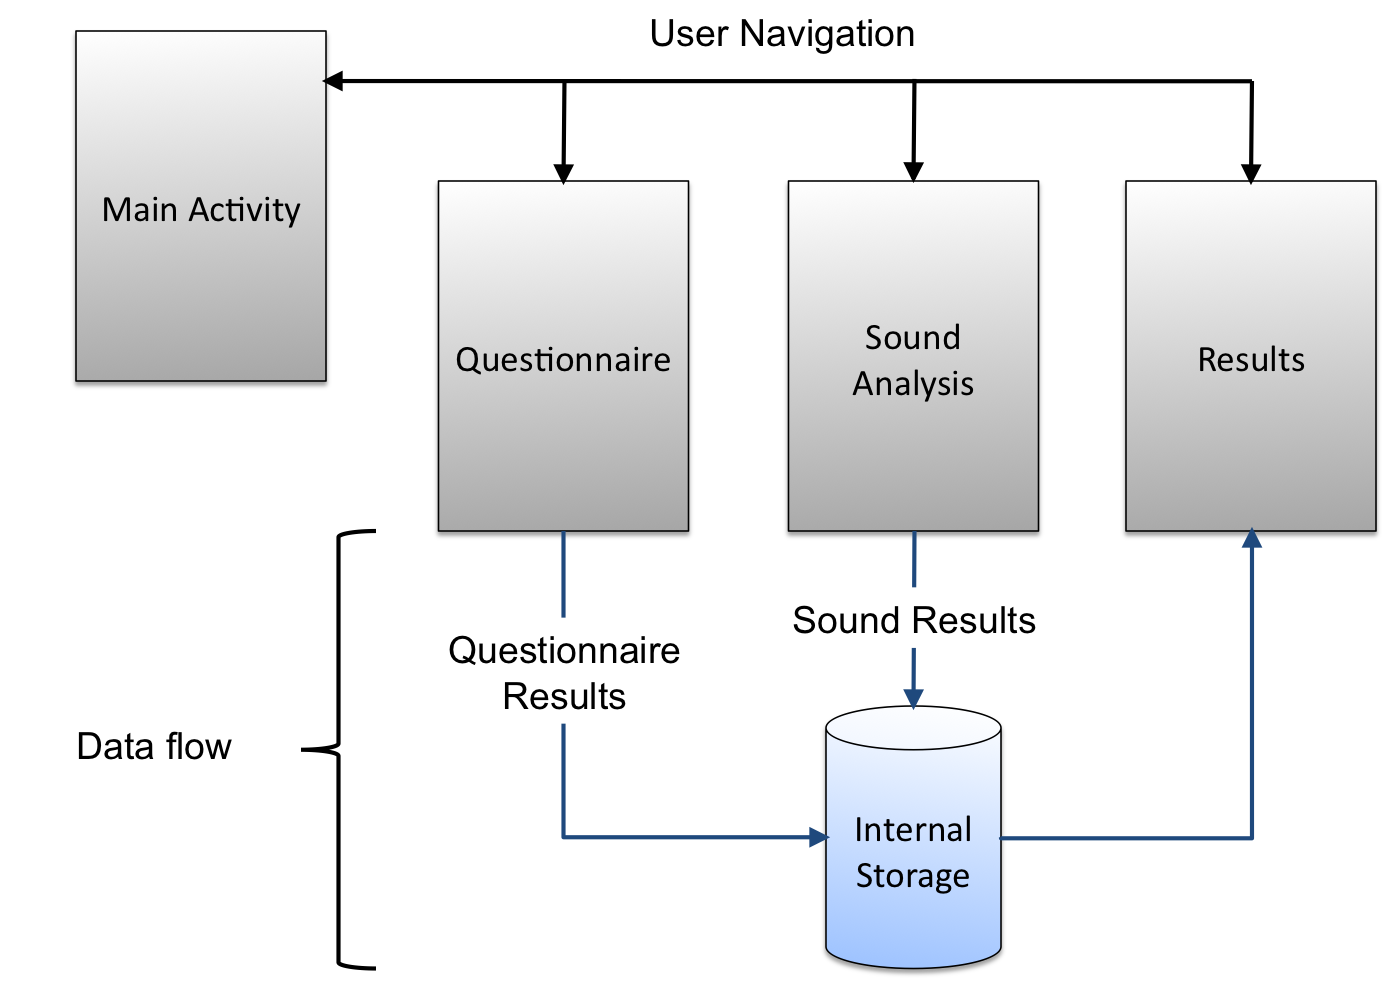 User Navigation
Main Activity
Questionnaire
Sound
Analysis
Results
Questionnaire
Results
Sound Results
Data flow
Internal
Storage